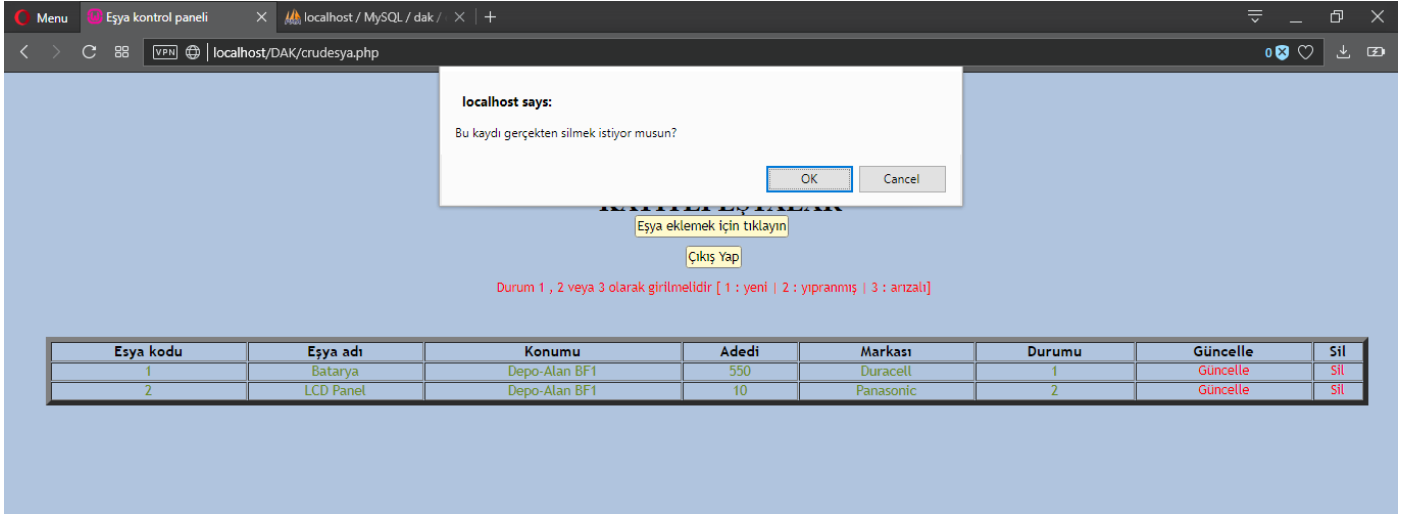 Menu
Eşya kontrol paneli
localhost / MySQL / dak /
VPN
localhost/DAK/crudesya.php
0
localhost says:
Bu kaydı gerçekten silmek istiyor musun?
OK Cancel
Eşya eklemek için tıklayın
Çıkış Yap
Durum 1 , 2 veya 3 olarak girilmelidir [ 1 : yeni | 2 : yıpranmış | 3 : arızalı]
Esya kodu Eşya adı Konumu Adedi Markası Durumu Güncelle Sil
1 Batarya Depo-Alan BF1 550 Duracell 1 Güncelle Sil
2 LCD Panel Depo-Alan BF1 10 Panasonic 2 Güncelle Sil